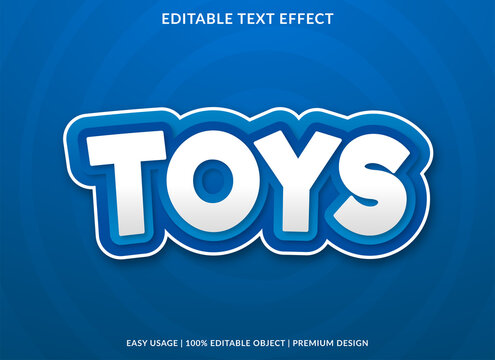 EDITABLE TEXT EFFECT
TOYS
EASY USAGE | 100% EDITABLE OBJECT | PREMIUM DESIGN